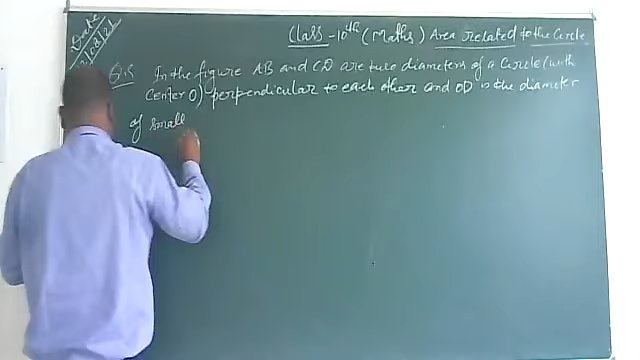 Class - 10th (Maths) Area related to the Circle
Date
Q.5 In the figure AB and CD are two diameters of a Circle (with
Center O) perpendicular to each other and OD is the diameter
of small